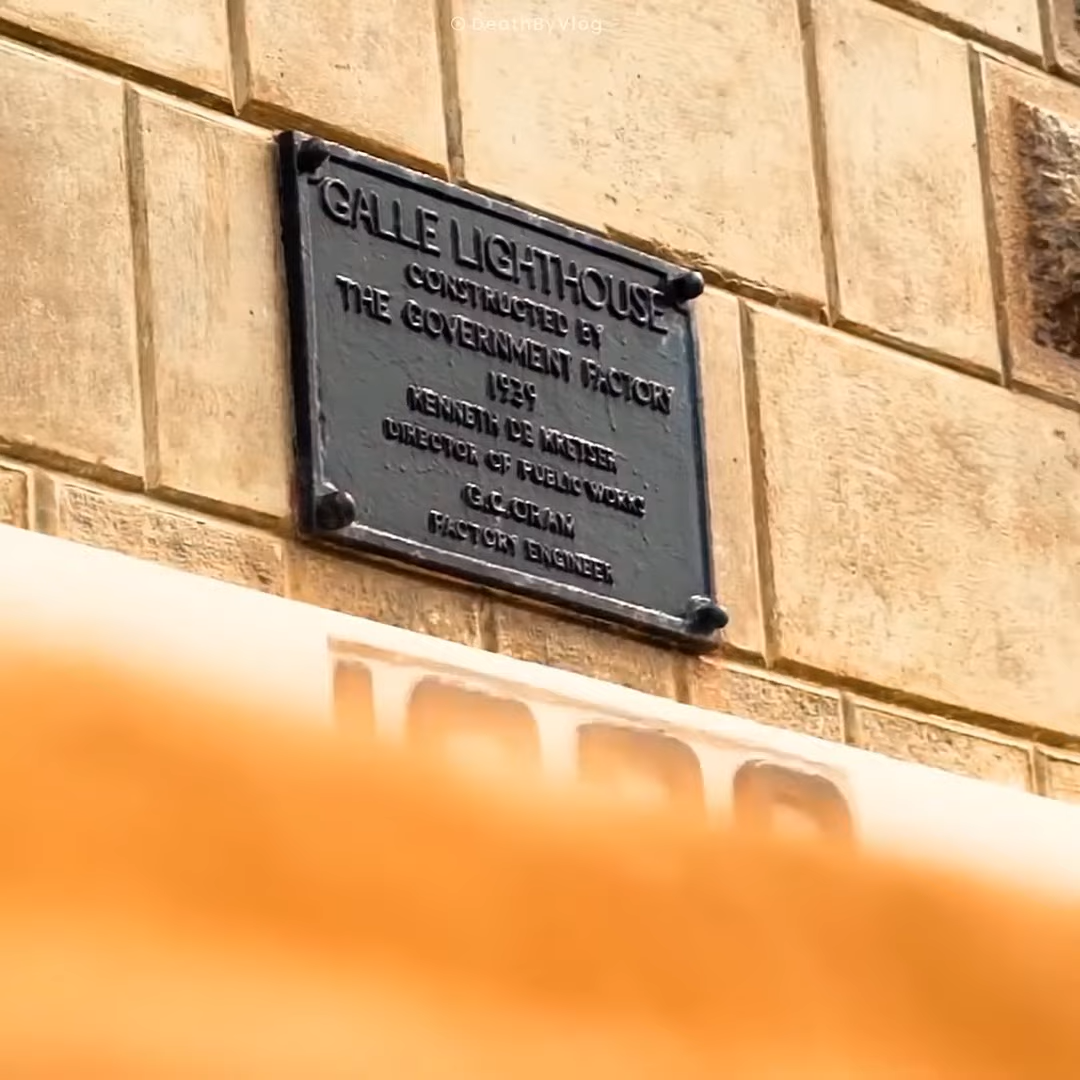 © DeathByVlog
GALLE LIGHTHOUSE
CONSTRUCTED BY
THE GOVERNMENT FACTORY
1939
KENNETH DE KRETSER
DIRECTOR OF PUBLIC WORKS
G.C.ORAM
FACTORY ENGINEER